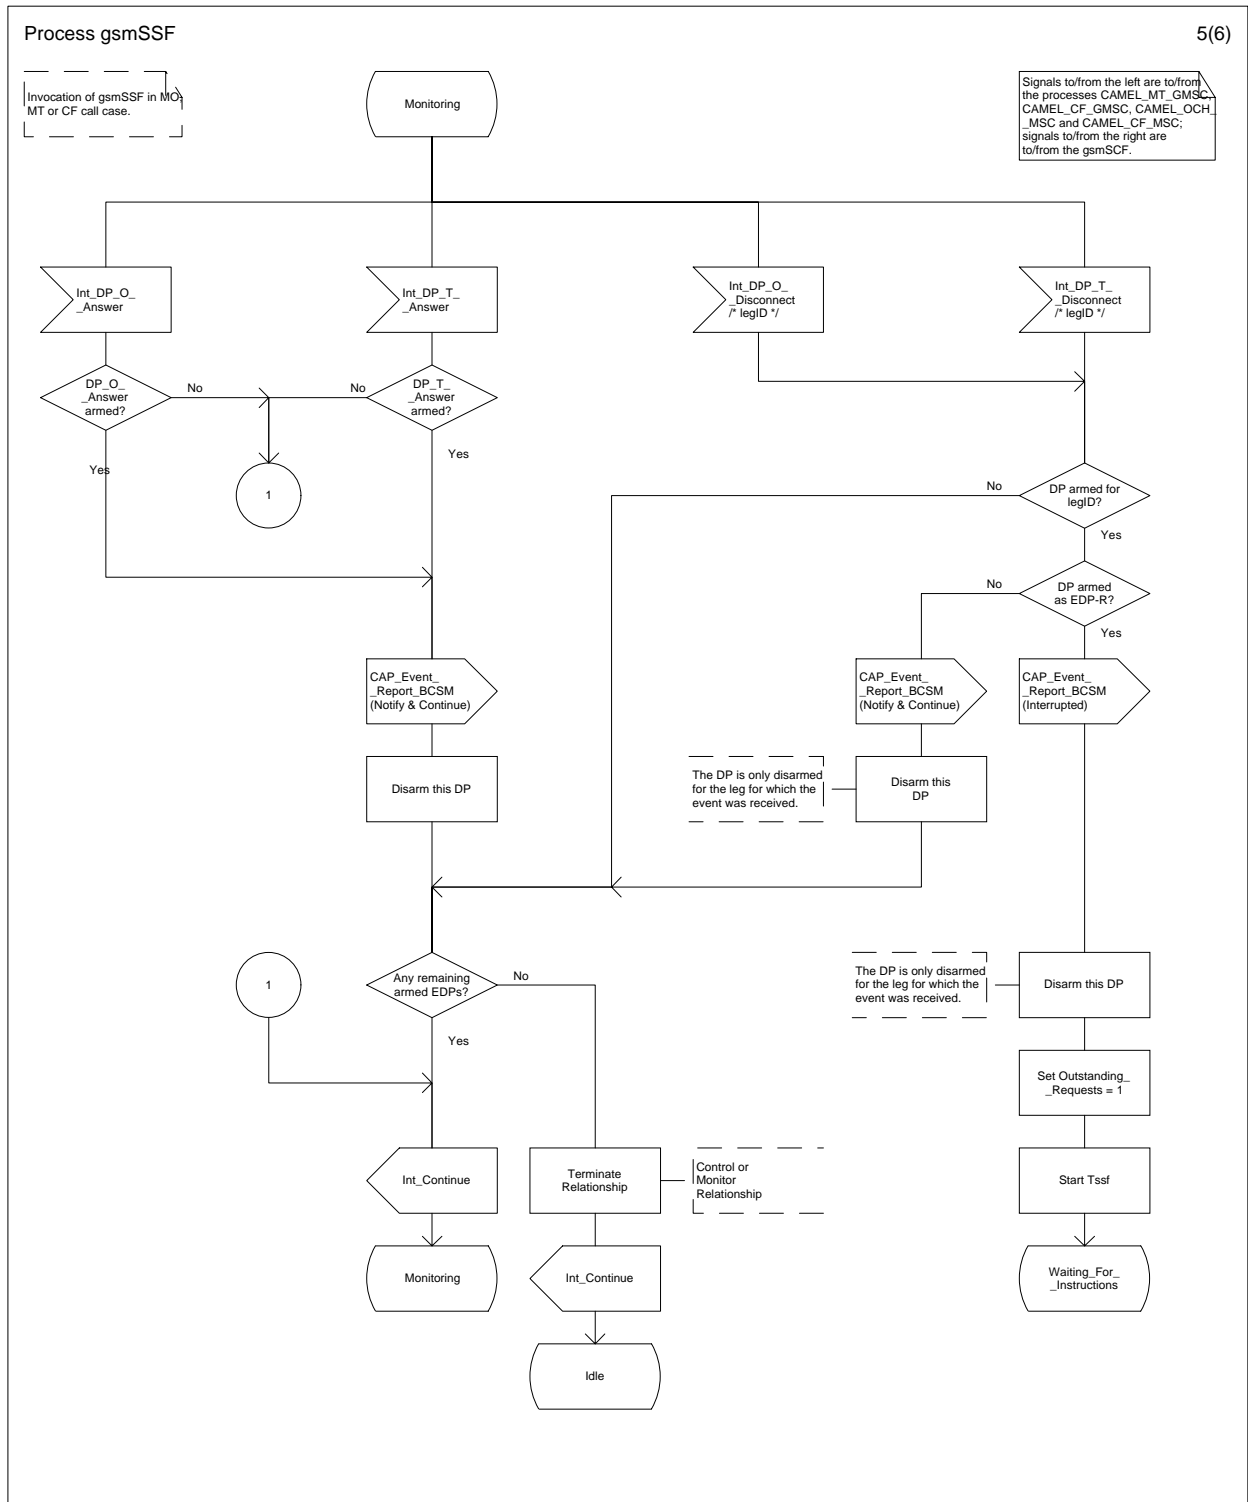 Process gsmSSF
5(6)
Invocation of gsmSSF in MO,
MT or CF call case.
Monitoring
Signals to/from the left are to/from
the processes CAMEL_MT_GMSC,
CAMEL_CF_GMSC, CAMEL_OCH_
_MSC and CAMEL_CF_MSC;
signals to/from the right are
to/from the gsmSCF.
Int_DP_O_
_Answer
Int_DP_T_
_Answer
Int_DP_O_
_Disconnect
/* legID */
Int_DP_T_
_Disconnect
/* legID */
DP_O_
_Answer
armed?
No
No
DP_T_
_Answer
armed?
Yes
Yes
1
No
DP armed for
legID?
Yes
No
DP armed
as EDP-R?
Yes
CAP_Event_
_Report_BCSM
(Notify & Continue)
CAP_Event_
_Report_BCSM
(Notify & Continue)
CAP_Event_
_Report_BCSM
(Interrupted)
Disarm this DP
The DP is only disarmed
for the leg for which the
event was received.
Disarm this
DP
1
Any remaining
armed EDPs?
No
Yes
The DP is only disarmed
for the leg for which the
event was received.
Disarm this DP
Set Outstanding_
_Requests = 1
Int_Continue
Terminate
Relationship
Control or
Monitor
Relationship
Start Tssf
Monitoring
Int_Continue
Waiting_For_
_Instructions
Idle